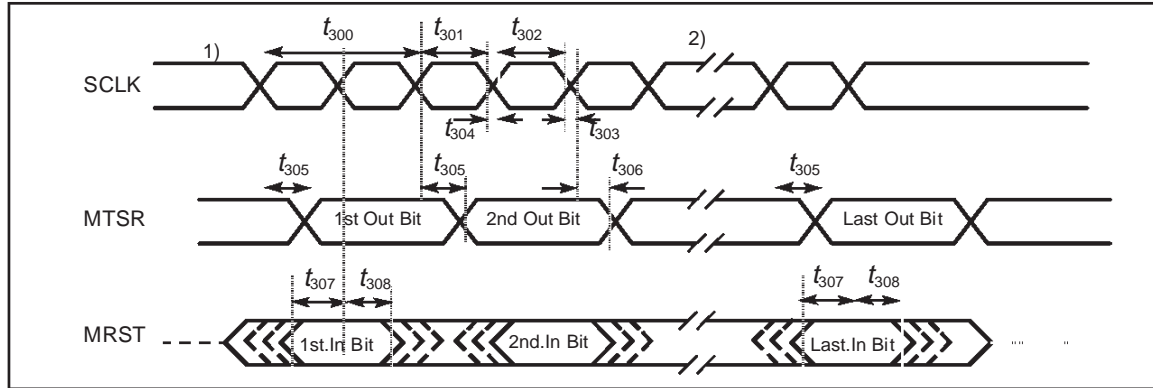 t300 t301 t302
1) 2)
SCLK
t304 t303
t305 t305 t306 t305
MTSR 1st Out Bit 2nd Out Bit Last Out Bit
t307 t308 t307 t308
MRST 1st.In Bit 2nd.In Bit Last.In Bit